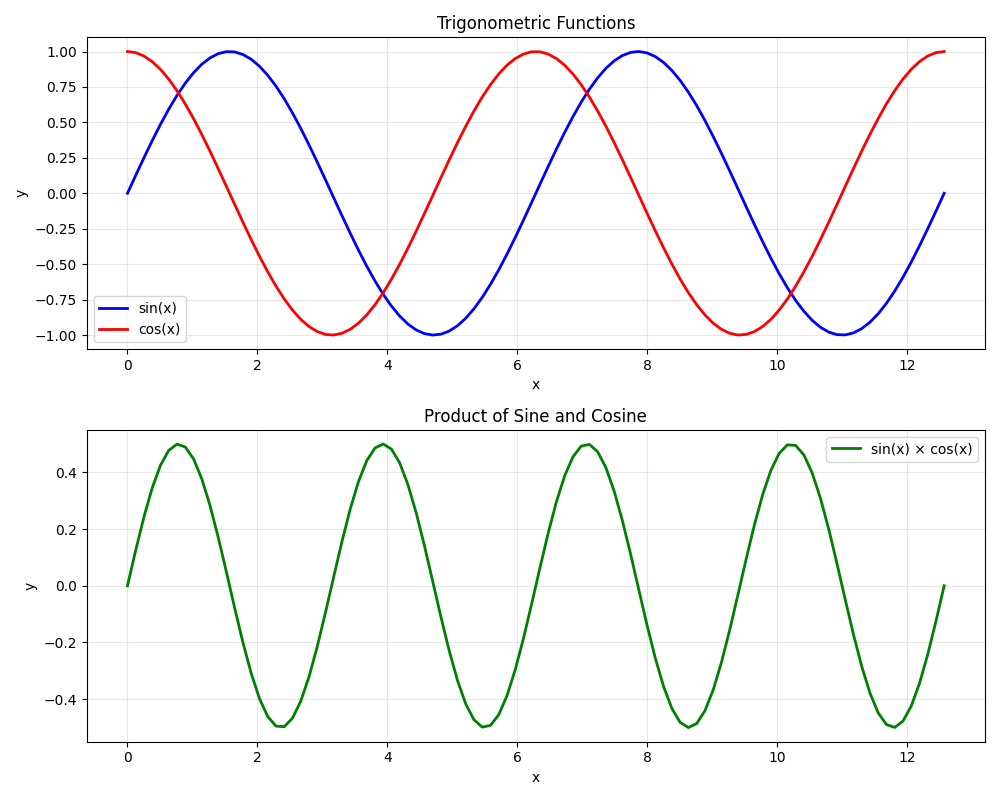 Trigonometric Functions
1.00
0.75
0.50
0.25
0.00
−0.25
−0.50
−0.75
−1.00
y
sin(x)
cos(x)
0 2 4 6 8 10 12
x
Product of Sine and Cosine
sin(x) × cos(x)
0.4
0.2
0.0
−0.2
−0.4
y
0 2 4 6 8 10 12
x